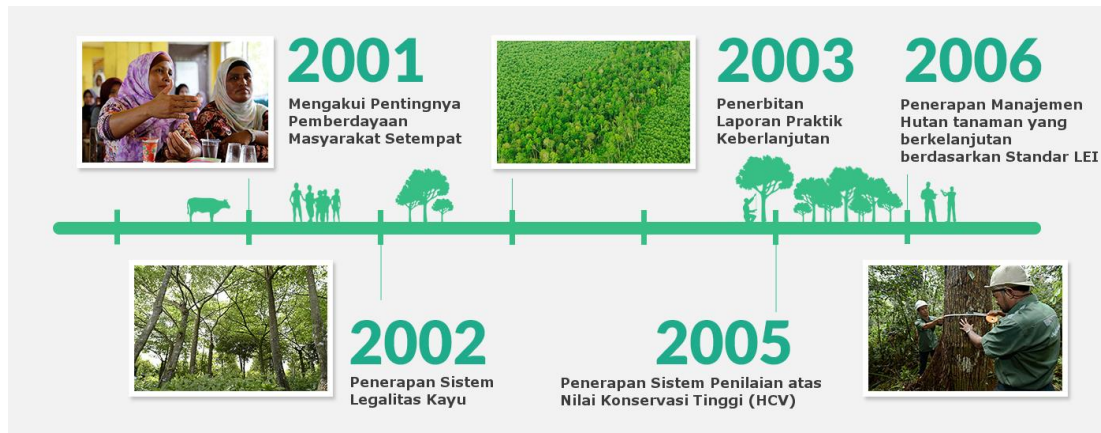 2001
Mengakui Pentingnya
Pemberdayaan
Masyarakat Setempat
2003
Penerbitan
Laporan Praktik
Keberlanjutan
2006
Penerapan Manajemen
Hutan tanaman yang
berkelanjutan
berdasarkan Standar LEI
2002
Penerapan Sistem
Legalitas Kayu
2005
Penerapan Sistem Penilaian atas
Nilai Konservasi Tinggi (HCV)